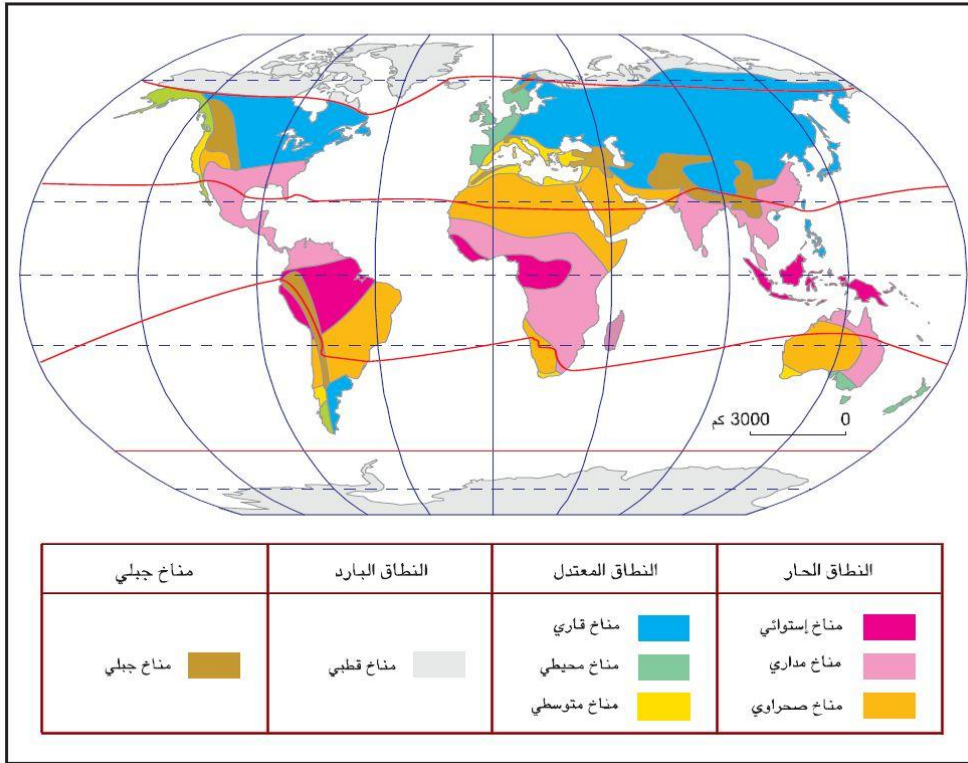 3000 كم 0
النطاق الحار
النطاق المعتدل
النطاق البارد
مناخ جبلي
مناخ إستوائي
مناخ مداري
مناخ صحراوي
مناخ قاري
مناخ محيطي
مناخ متوسطي
مناخ قطبي
مناخ جبلي